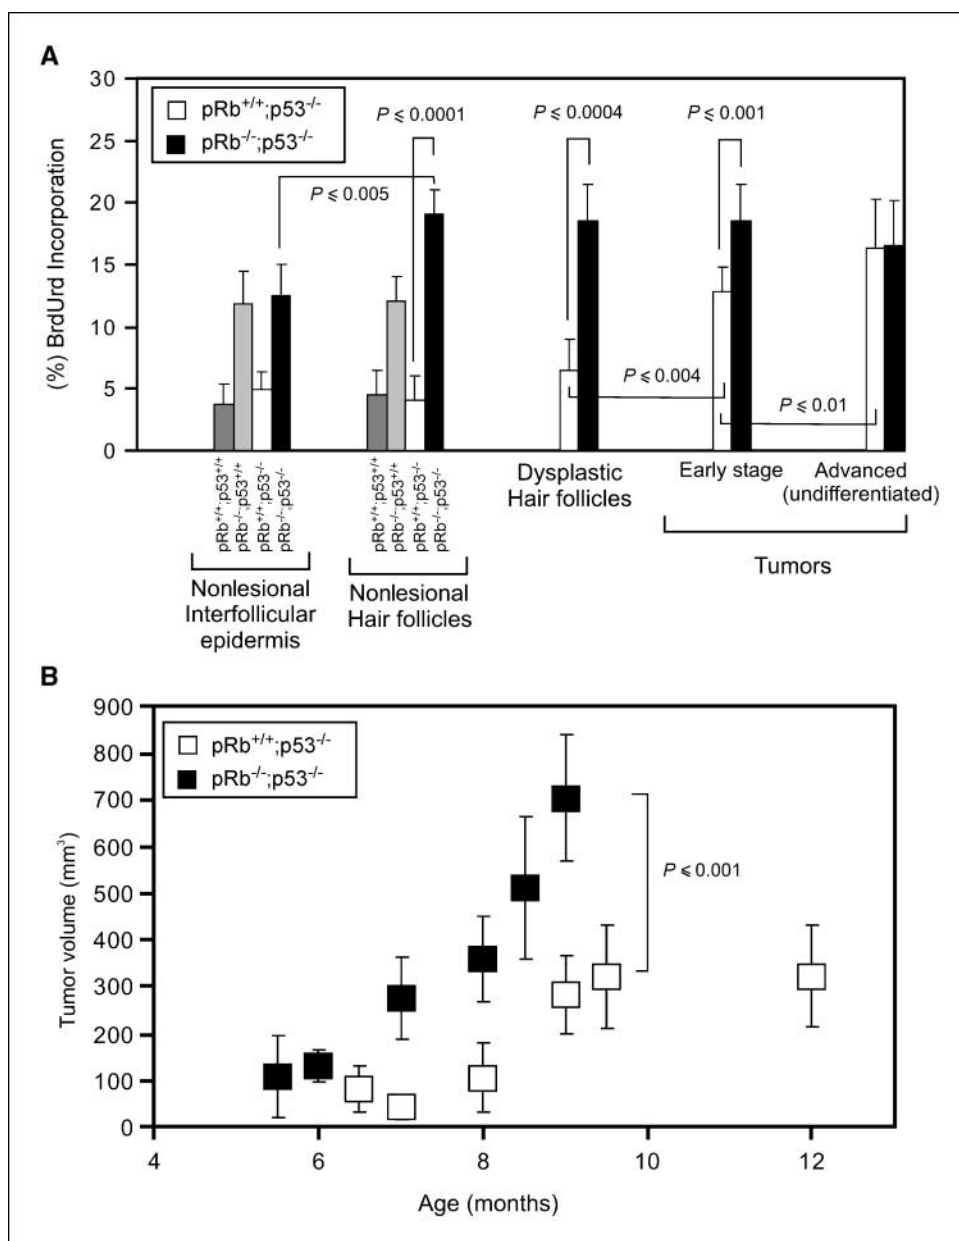 A
30
25
20
15
10
5
0
(%) BrdUrd Incorporation
pRb+/+;p53-/-
pRb-/-;p53-/-
P ⩽ 0.005
P ⩽ 0.0001
P ⩽ 0.0004
P ⩽ 0.001
P ⩽ 0.004
P ⩽ 0.01
pRb+/+;p53+/+
pRb-/-;p53+/+
pRb+/+;p53-/-
pRb-/-;p53-/-
pRb+/+;p53+/+
pRb-/-;p53+/+
pRb+/+;p53-/-
pRb-/-;p53-/-
Nonlesional
Interfollicular
epidermis
Nonlesional
Hair follicles
Dysplastic
Hair follicles
Early stage
Advanced
(undifferentiated)
Tumors
B
900
800
700
600
500
400
300
200
100
0
Tumor volume (mm³)
pRb+/+;p53-/-
pRb-/-;p53-/-
P ⩽ 0.001
4
6
8
10
12
Age (months)